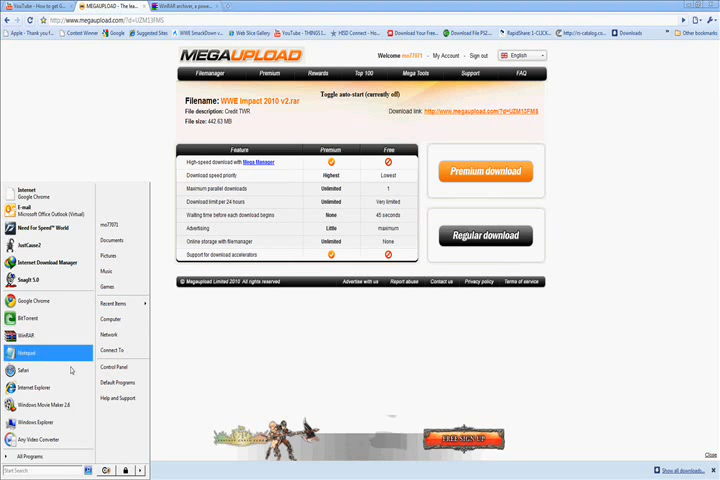 YouTube - How to get G
MEGAUPLOAD - The lea
WinRAR archiver, a powe
http://www.megaupload.com/?d=UZM13FMS
Apple - Thank you f
Contest Winner
Google
Suggested Sites
WWE SmackDown v
Web Slice Gallery
YouTube - THINGS I
HISD Connect - Ho
Download Your Free
Download File PSZ
RapidShare: 1-CLICK
http://n-catalog.co
Downloads
Other bookmarks
MEGAUPLOAD
Welcome mo77071 - My Account - Sign out
English
Filemanager
Premium
Rewards
Top 100
Mega Tools
Support
FAQ
Toggle auto-start (currently off)
Filename: WWE Impact 2010 v2.rar
File description: Credit TWR
File size: 442.63 MB
Download link: http://www.megaupload.com/?d=UZM13FMS
Feature Premium Free
High-speed download with Mega Manager
Download speed priority Highest Lowest
Maximum parallel downloads Unlimited 1
Download limit per 24 hours Unlimited Very limited
Waiting time before each download begins None 45 seconds
Advertising Little maximum
Online storage with filemanager Unlimited None
Support for download accelerators
Premium download
Regular download
© Megaupload Limited 2010 All rights reserved
Advertise with us
Report abuse
Contact us
Privacy policy
Terms of service
Internet
Google Chrome
E-mail
Microsoft Office Outlook (Virtual)
Need For Speed™ World
JustCause2
Internet Download Manager
SnagIt 5.0
Google Chrome
BitTorrent
WinRAR
Notepad
Safari
Internet Explorer
Windows Movie Maker 2.6
Windows Explorer
Any Video Converter
All Programs
Start Search
mo77071
Documents
Pictures
Music
Games
Recent Items
Computer
Network
Connect To
Control Panel
Default Programs
Help and Support
FREE SIGN UP
Close
Show all downloads...